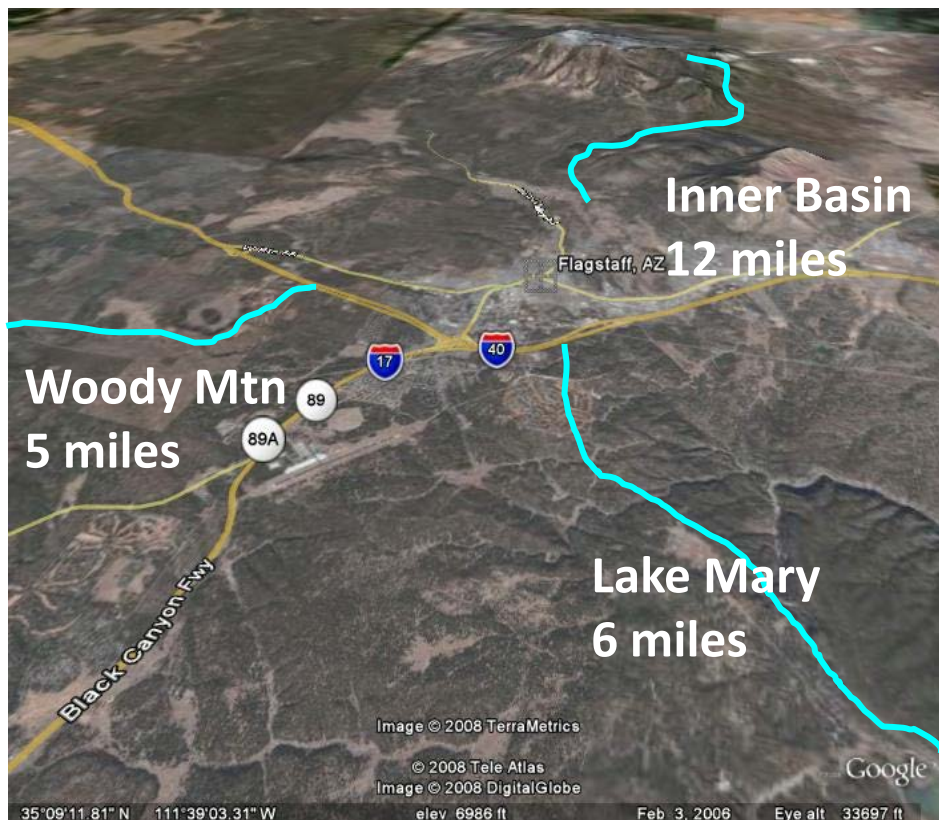 Inner Basin
12 miles
Flagstaff, AZ
40
17
Woody Mtn
5 miles
89
89A
Lake Mary
6 miles
Black Canyon Fwy
Image © 2008 TerraMetrics
© 2008 Tele Atlas
Image © 2008 DigitalGlobe
Google
35°09'11.81" N 111°39'03.31" W elev 6986 ft Feb 3, 2006 Eye alt 33697 ft